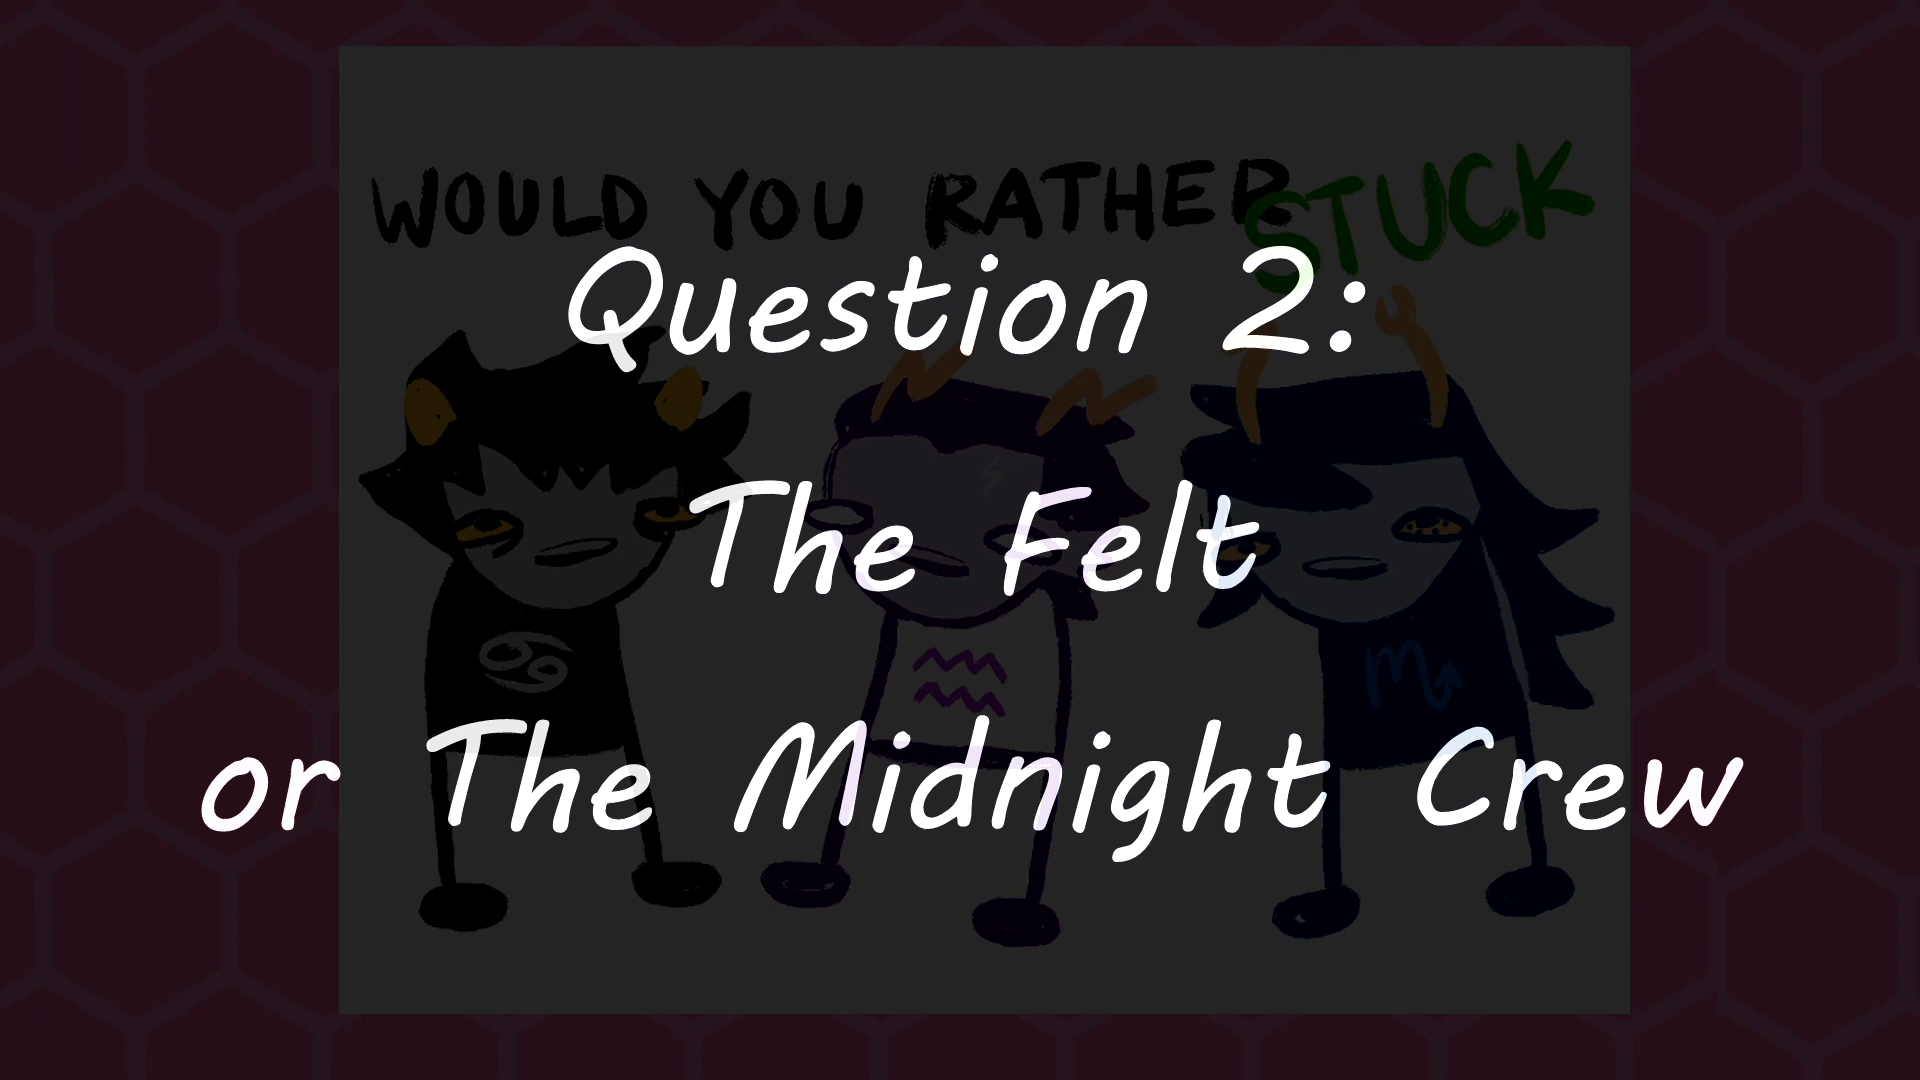 WOULD YOU RATHER STUCK
Question 2:
The Felt
or The Midnight Crew